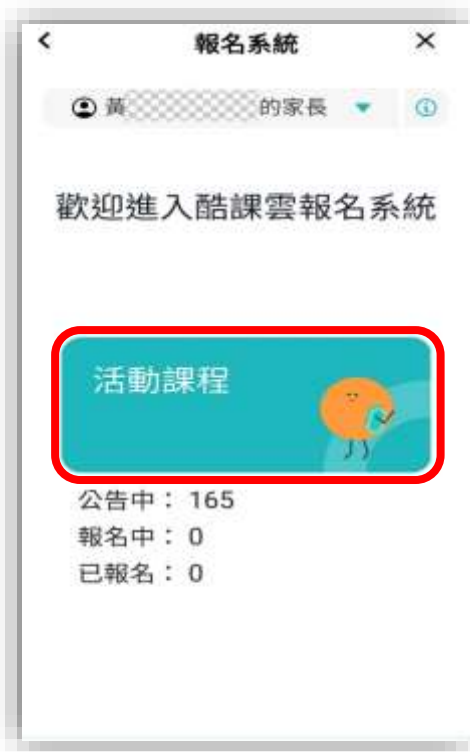 報名系統
黃 的家長
歡迎進入酷課雲報名系統
活動課程
公告中： 165
報名中： 0
已報名： 0